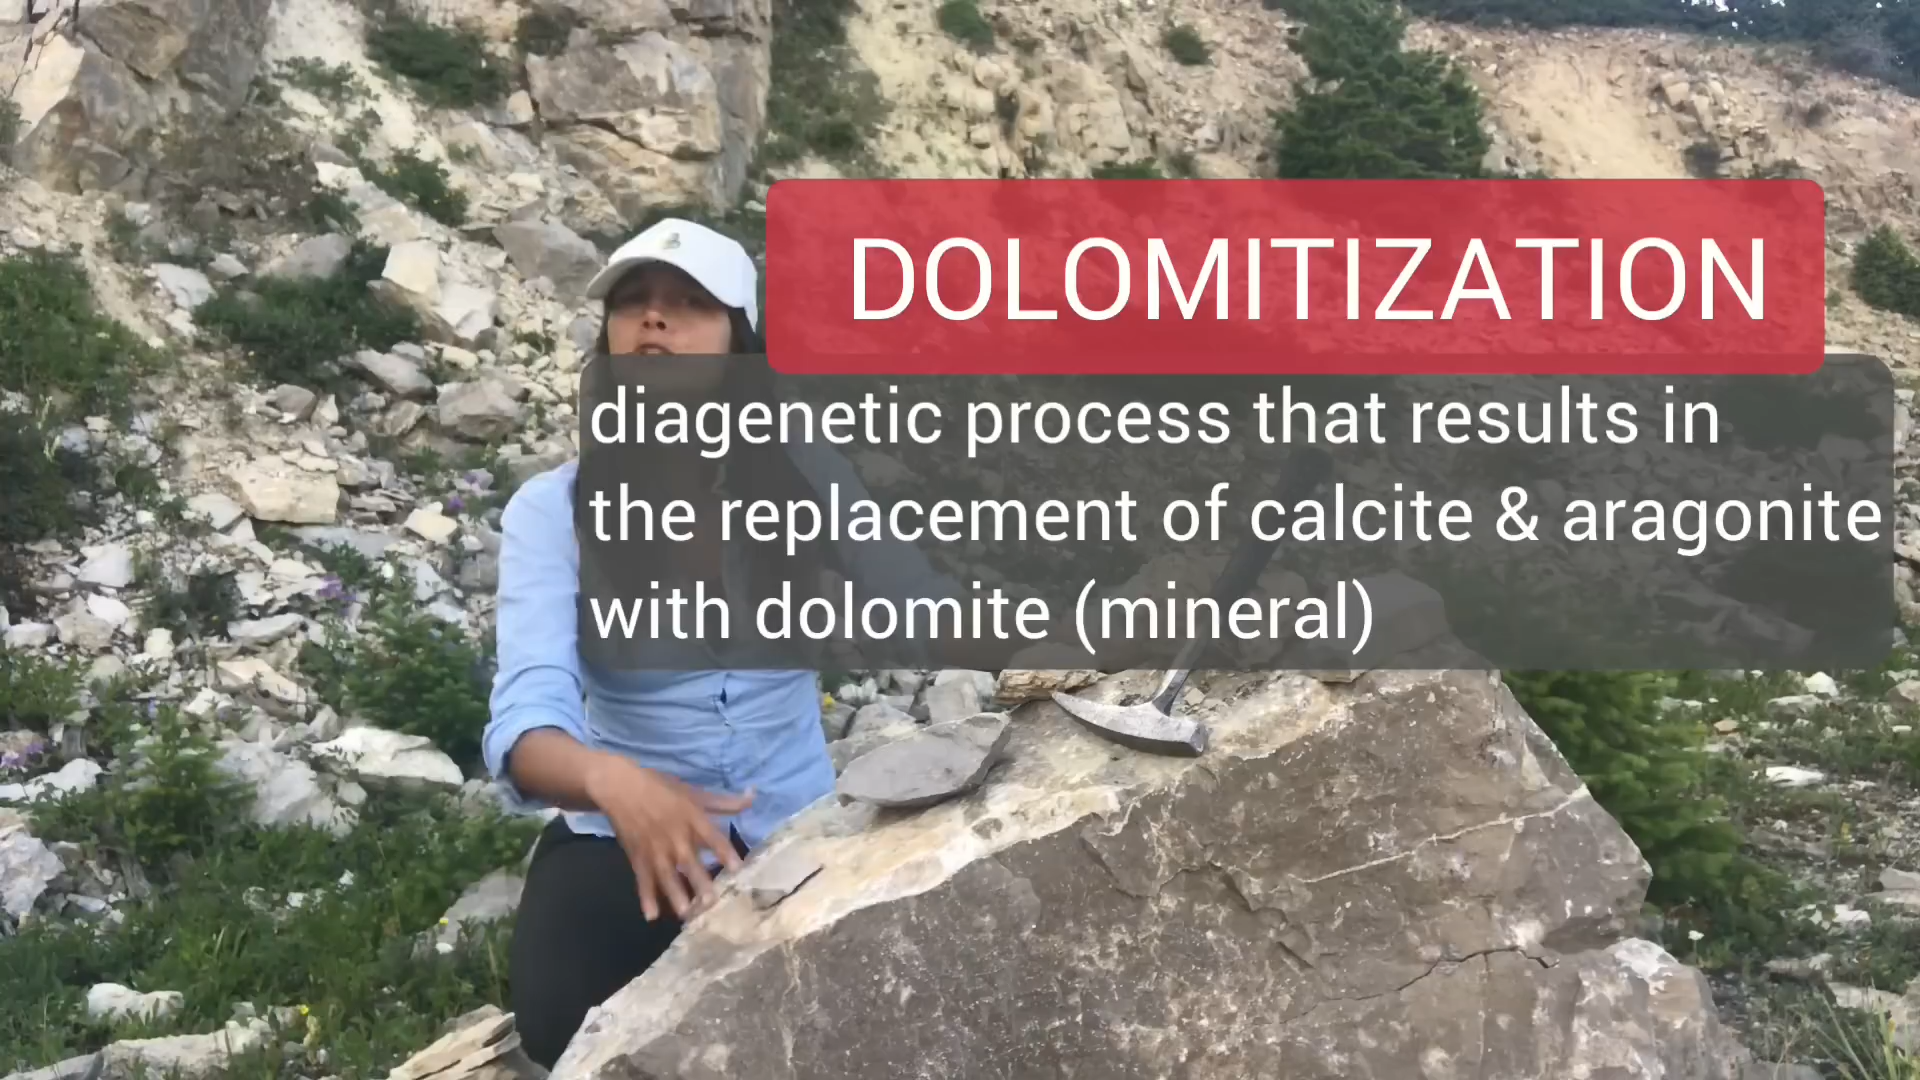 DOLOMITIZATION
diagenetic process that results in
the replacement of calcite & aragonite
with dolomite (mineral)